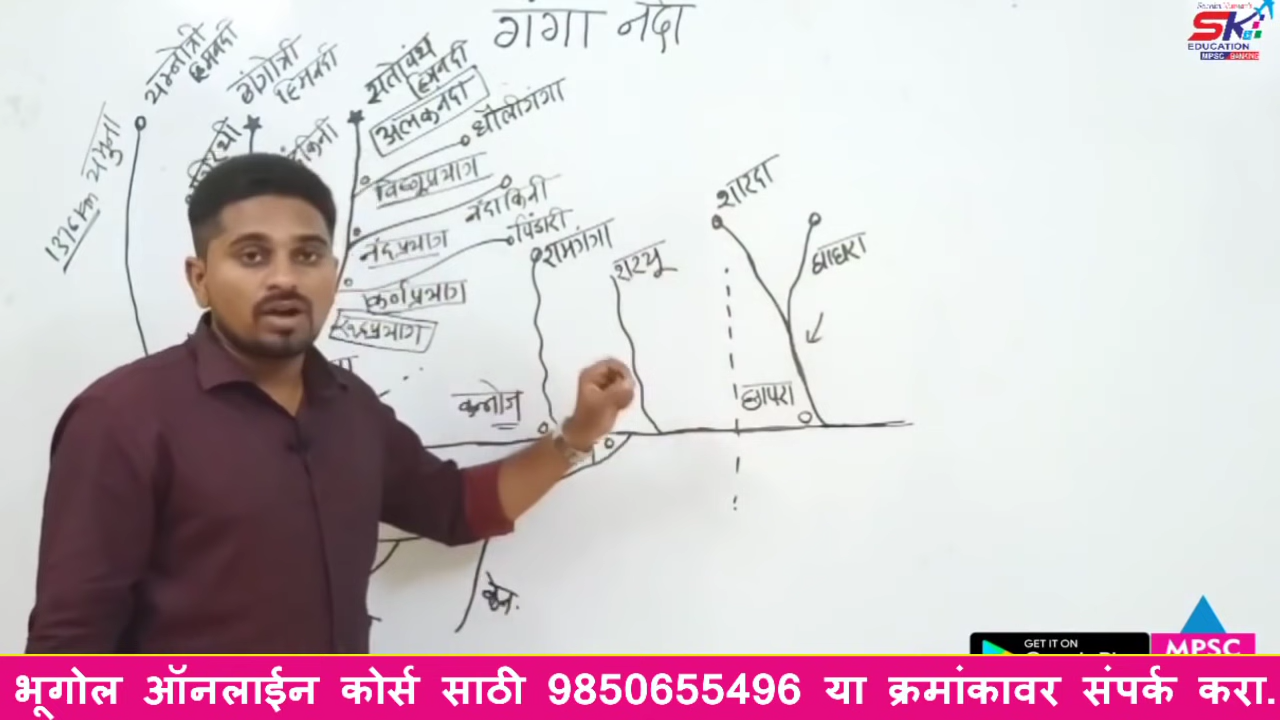 गंगा नदी
SK
EDUCATION
MPSC BANKING
यम्नोत्री
हिमनदी
गंगोत्री
हिमनदी
सतोपंथ
हिमनदी
अलकनंदा
धौलीगंगा
विष्णूप्रयाग
नंदाकिनी
नंदप्रयाग
पिंडारी
कर्णप्रयाग
रुद्रप्रयाग
1376 km यमुना
रामगंगा
शरयू
शारदा
घाघरा
छापरा
कन्नोज
GET IT ON
MPSC
भूगोल ऑनलाईन कोर्स साठी 9850655496 या क्रमांकावर संपर्क करा.